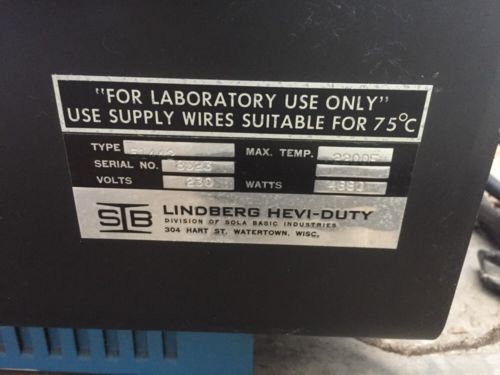 "FOR LABORATORY USE ONLY"
USE SUPPLY WIRES SUITABLE FOR 75°C
TYPE MAX. TEMP.
SERIAL NO.
VOLTS 230 WATTS
STB LINDBERG HEVI-DUTY
DIVISION OF SOLA BASIC INDUSTRIES
304 HART ST. WATERTOWN, WISC.